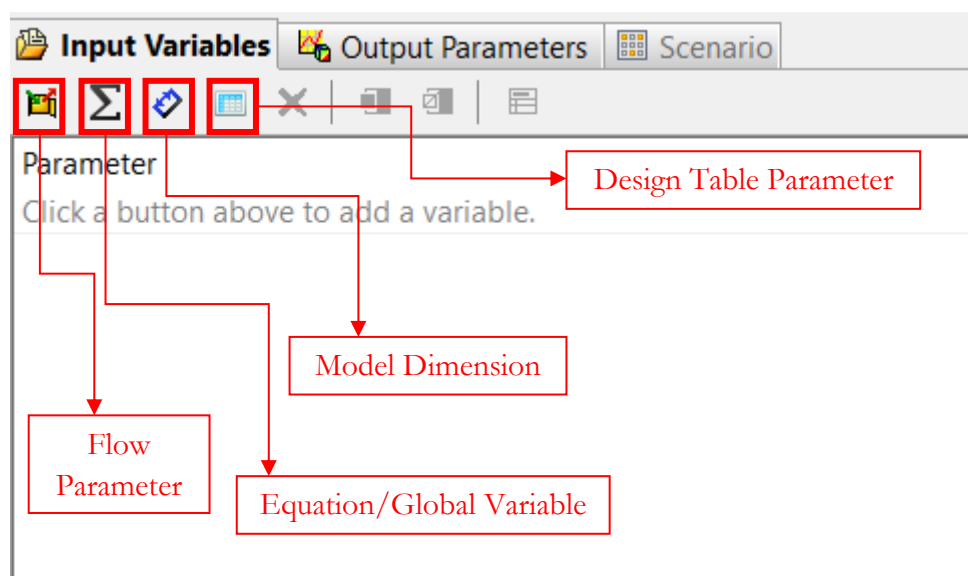 Input Variables
Output Parameters
Scenario
Parameter
Click a button above to add a variable.
Design Table Parameter
Model Dimension
Flow
Parameter
Equation/Global Variable